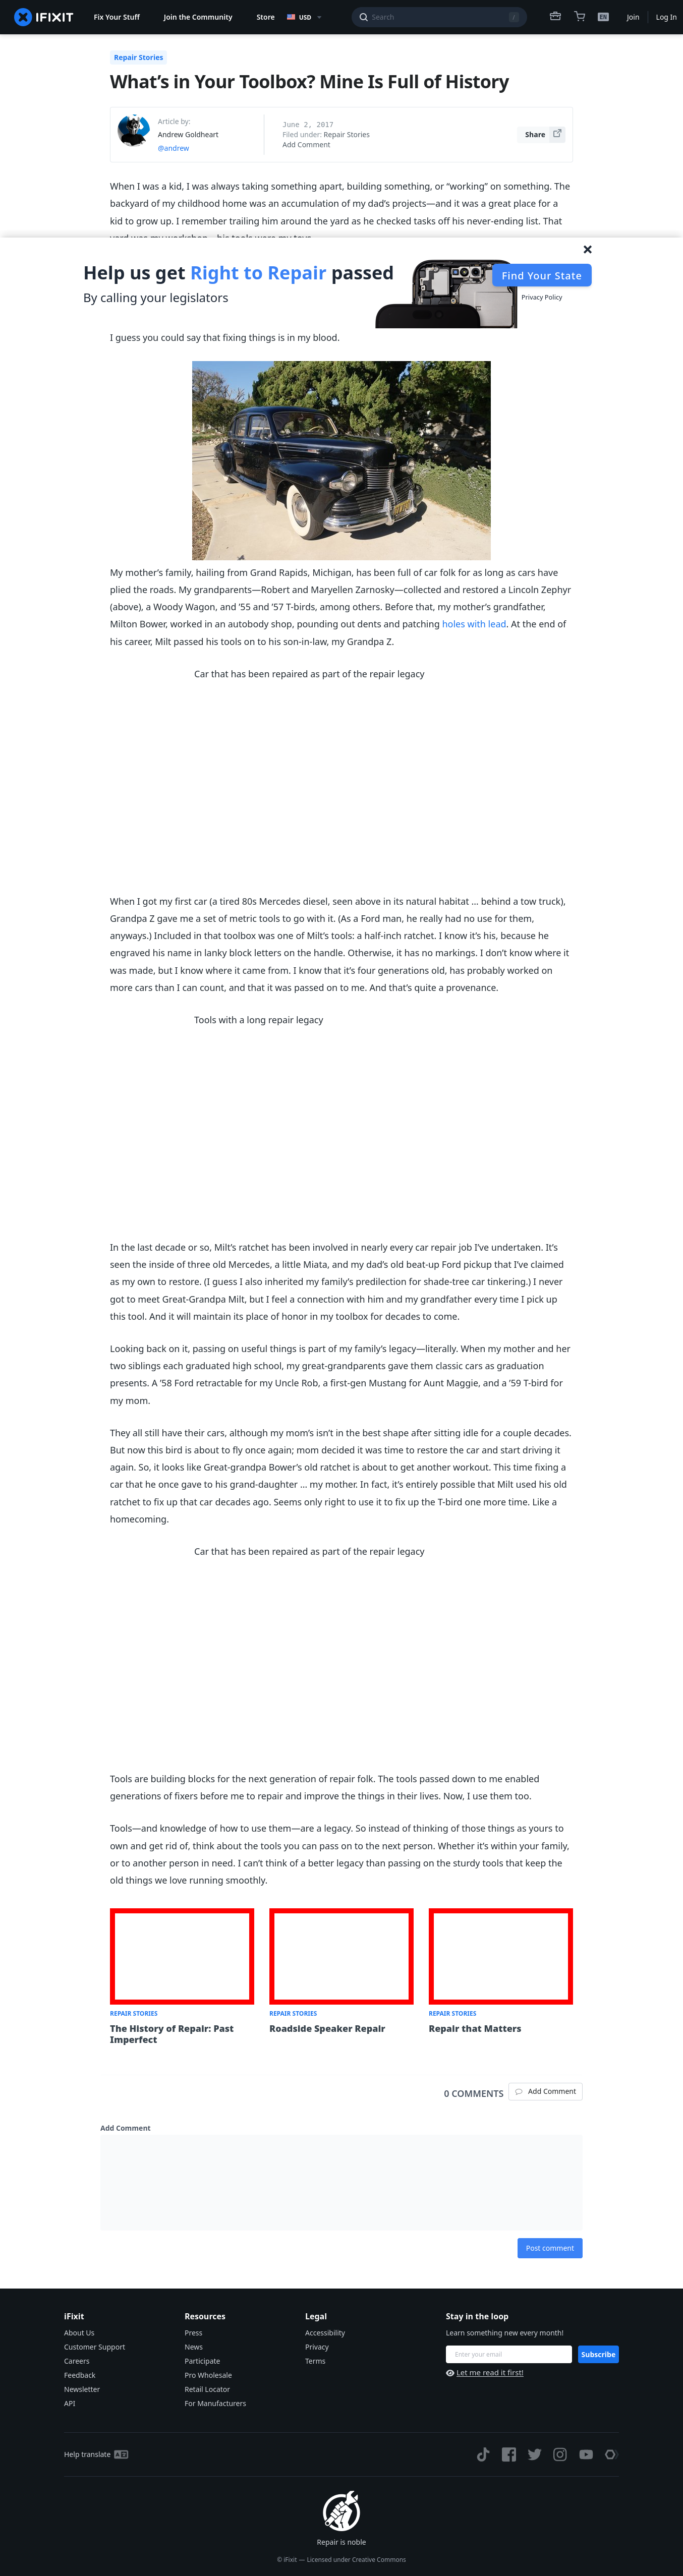 IFIXIT
Fix Your Stuff
Join the Community
Store
USD
Search
/
EN
Join
Log In
Repair Stories
What's in Your Toolbox? Mine Is Full of History
Article by:
Andrew Goldheart
@andrew
June 2, 2017
Filed under: Repair Stories
Add Comment
Share
When I was a kid, I was always taking something apart, building something, or “working” on something. The
backyard of my childhood home was an accumulation of my dad’s projects—and it was a great place for a
kid to grow up. I remember trailing him around the yard as he checked tasks off his never-ending list. That
Help us get Right to Repair passed
By calling your legislators
Find Your State
Privacy Policy
I guess you could say that fixing things is in my blood.
My mother’s family, hailing from Grand Rapids, Michigan, has been full of car folk for as long as cars have
plied the roads. My grandparents—Robert and Maryellen Zarnosky—collected and restored a Lincoln Zephyr
(above), a Woody Wagon, and ’55 and ’57 T-birds, among others. Before that, my mother’s grandfather,
Milton Bower, worked in an autobody shop, pounding out dents and patching holes with lead. At the end of
his career, Milt passed his tools on to his son-in-law, my Grandpa Z.
Car that has been repaired as part of the repair legacy
When I got my first car (a tired 80s Mercedes diesel, seen above in its natural habitat … behind a tow truck),
Grandpa Z gave me a set of metric tools to go with it. (As a Ford man, he really had no use for them,
anyways.) Included in that toolbox was one of Milt’s tools: a half-inch ratchet. I know it’s his, because he
engraved his name in lanky block letters on the handle. Otherwise, it has no markings. I don’t know where it
was made, but I know where it came from. I know that it’s four generations old, has probably worked on
more cars than I can count, and that it was passed on to me. And that’s quite a provenance.
Tools with a long repair legacy
In the last decade or so, Milt’s ratchet has been involved in nearly every car repair job I’ve undertaken. It’s
seen the inside of three old Mercedes, a little Miata, and my dad’s old beat-up Ford pickup that I’ve claimed
as my own to restore. (I guess I also inherited my family’s predilection for shade-tree car tinkering.) I never
got to meet Great-Grandpa Milt, but I feel a connection with him and my grandfather every time I pick up
this tool. And it will maintain its place of honor in my toolbox for decades to come.
Looking back on it, passing on useful things is part of my family’s legacy—literally. When my mother and her
two siblings each graduated high school, my great-grandparents gave them classic cars as graduation
presents. A ’58 Ford retractable for my Uncle Rob, a first-gen Mustang for Aunt Maggie, and a ’59 T-bird for
my mom.
They all still have their cars, although my mom’s isn’t in the best shape after sitting idle for a couple decades.
But now this bird is about to fly once again; mom decided it was time to restore the car and start driving it
again. So, it looks like Great-grandpa Bower’s old ratchet is about to get another workout. This time fixing a
car that he once gave to his grand-daughter … my mother. In fact, it’s entirely possible that Milt used his old
ratchet to fix up that car decades ago. Seems only right to use it to fix up the T-bird one more time. Like a
homecoming.
Car that has been repaired as part of the repair legacy
Tools are building blocks for the next generation of repair folk. The tools passed down to me enabled
generations of fixers before me to repair and improve the things in their lives. Now, I use them too.
Tools—and knowledge of how to use them—are a legacy. So instead of thinking of those things as yours to
own and get rid of, think about the tools you can pass on to the next person. Whether it’s within your family,
or to another person in need. I can’t think of a better legacy than passing on the sturdy tools that keep the
old things we love running smoothly.
REPAIR STORIES
The History of Repair: Past
Imperfect
REPAIR STORIES
Roadside Speaker Repair
REPAIR STORIES
Repair that Matters
0 COMMENTS
Add Comment
Add Comment
Post comment
iFixit
About Us
Customer Support
Careers
Feedback
Newsletter
API
Resources
Press
News
Participate
Pro Wholesale
Retail Locator
For Manufacturers
Legal
Accessibility
Privacy
Terms
Stay in the loop
Learn something new every month!
Enter your email
Subscribe
Let me read it first!
Help translate
Repair is noble
© iFixit — Licensed under Creative Commons